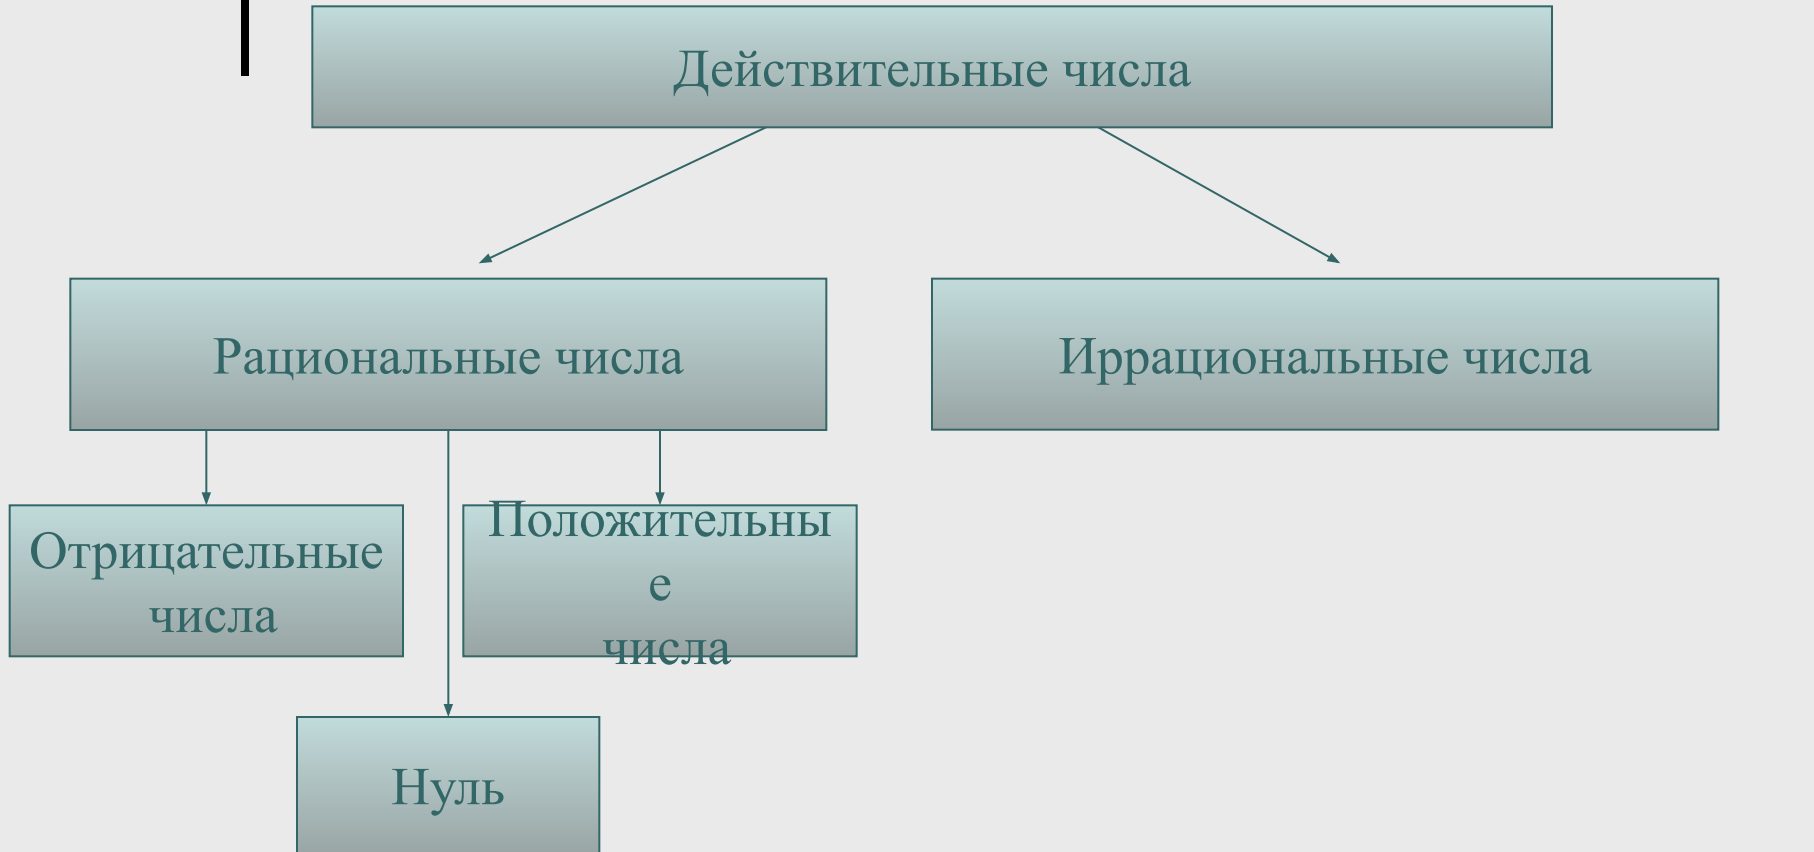 Действительные числа
Рациональные числа
Иррациональные числа
Отрицательные
числа
Положительны
е
числа
Нуль